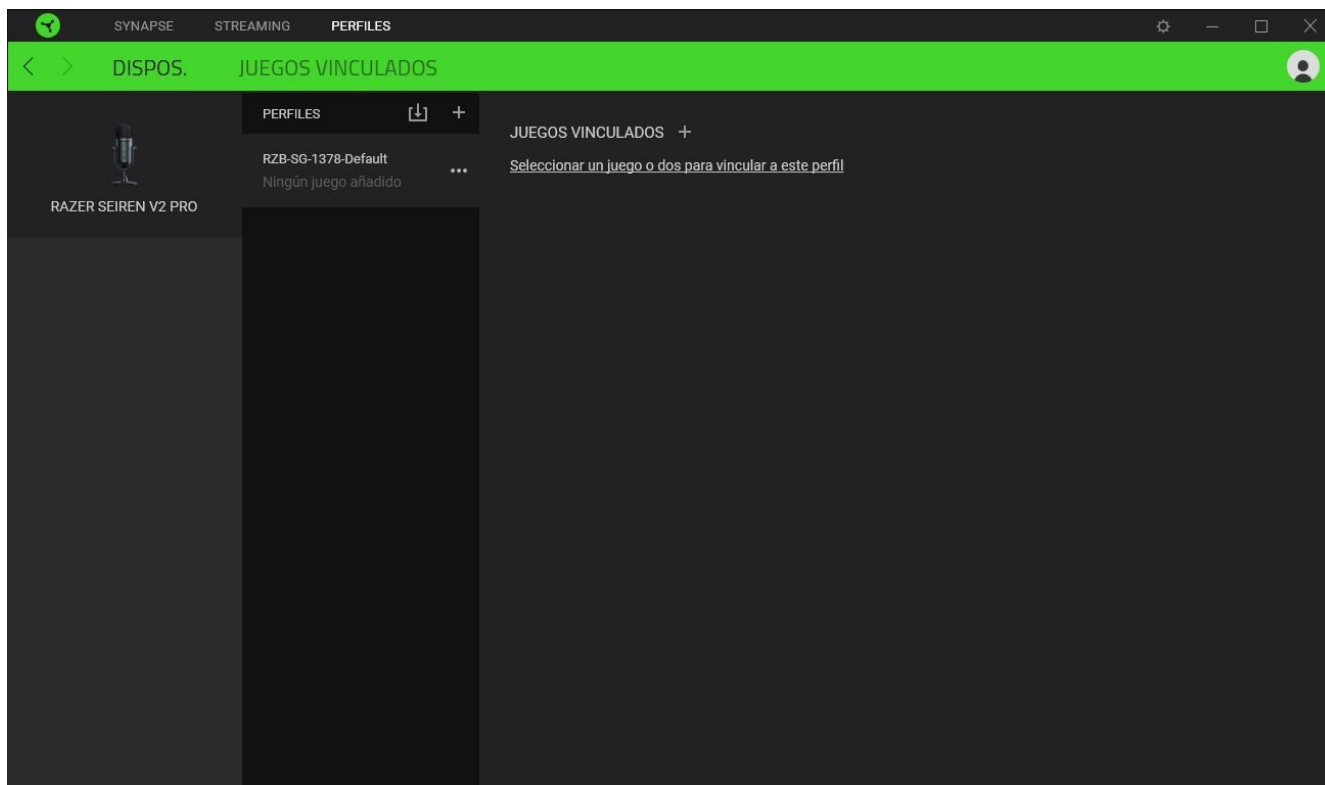 SYNAPSE STREAMING PERFILES
DISPOS. JUEGOS VINCULADOS
RAZER SEIREN V2 PRO
PERFILES
RZB-SG-1378-Default
Ningún juego añadido
JUEGOS VINCULADOS
Seleccionar un juego o dos para vincular a este perfil